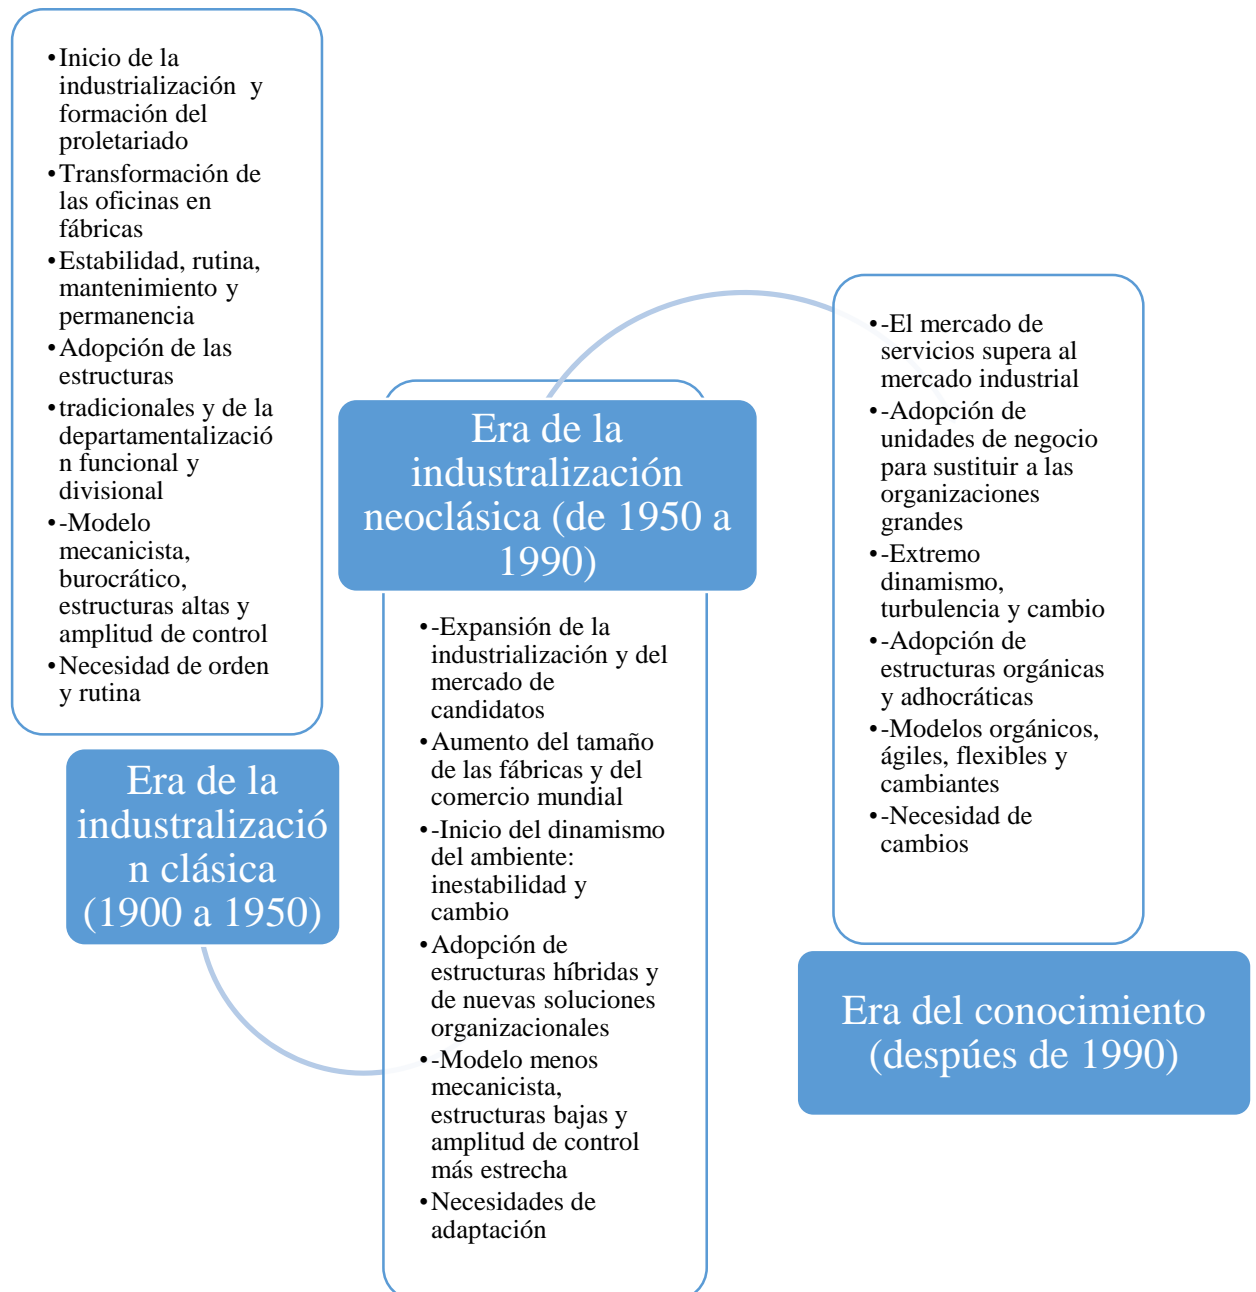 •Inicio de la
industrialización y
formación del
proletariado
•Transformación de
las oficinas en
fábricas
•Estabilidad, rutina,
mantenimiento y
permanencia
•Adopción de las
estructuras
•tradicionales y de la
departamentalizació
n funcional y
divisional
•-Modelo
mecanicista,
burocrático,
estructuras altas y
amplitud de control
•Necesidad de orden
y rutina
Era de la
industralizació
n clásica
(1900 a 1950)
Era de la
industralización
neoclásica (de 1950 a
1990)
•-Expansión de la
industrialización y del
mercado de
candidatos
•Aumento del tamaño
de las fábricas y del
comercio mundial
•-Inicio del dinamismo
del ambiente:
inestabilidad y
cambio
•Adopción de
estructuras híbridas y
de nuevas soluciones
organizacionales
•-Modelo menos
mecanicista,
estructuras bajas y
amplitud de control
más estrecha
•Necesidades de
adaptación
•-El mercado de
servicios supera al
mercado industrial
•-Adopción de
unidades de negocio
para sustituir a las
organizaciones
grandes
•-Extremo
dinamismo,
turbulencia y cambio
•-Adopción de
estructuras orgánicas
y adhocráticas
•-Modelos orgánicos,
ágiles, flexibles y
cambiantes
•-Necesidad de
cambios
Era del conocimiento
(despúes de 1990)